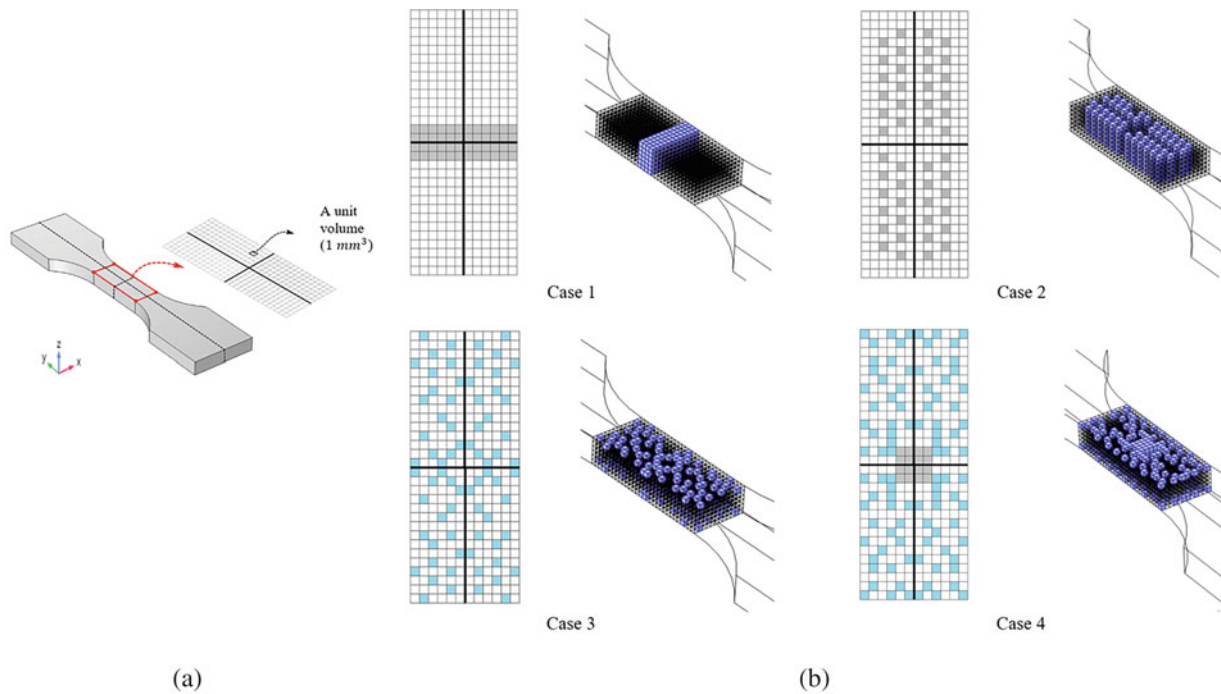 A unit
volume
(1 mm³)
z
y
x
Case 1
Case 2
Case 3
Case 4
(a)
(b)